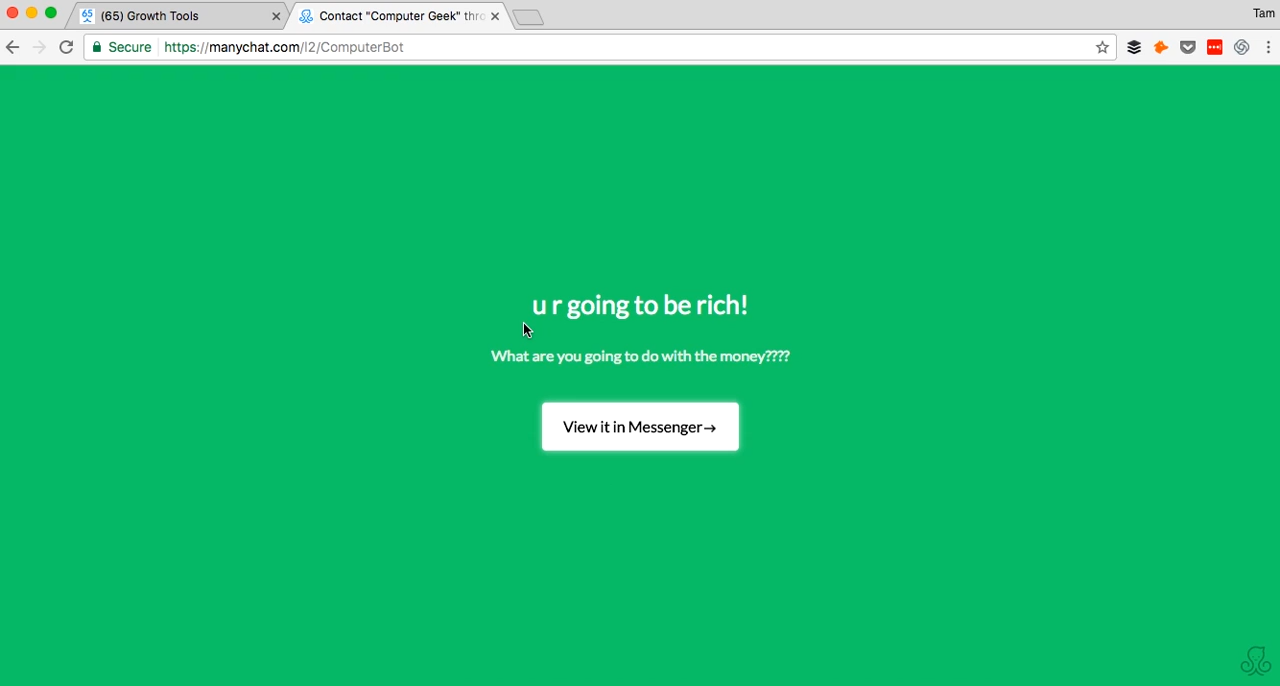 65
(65) Growth Tools
Contact "Computer Geek" thro
Tam
Secure
https://manychat.com/l2/ComputerBot
u r going to be rich!
What are you going to do with the money????
View it in Messenger→